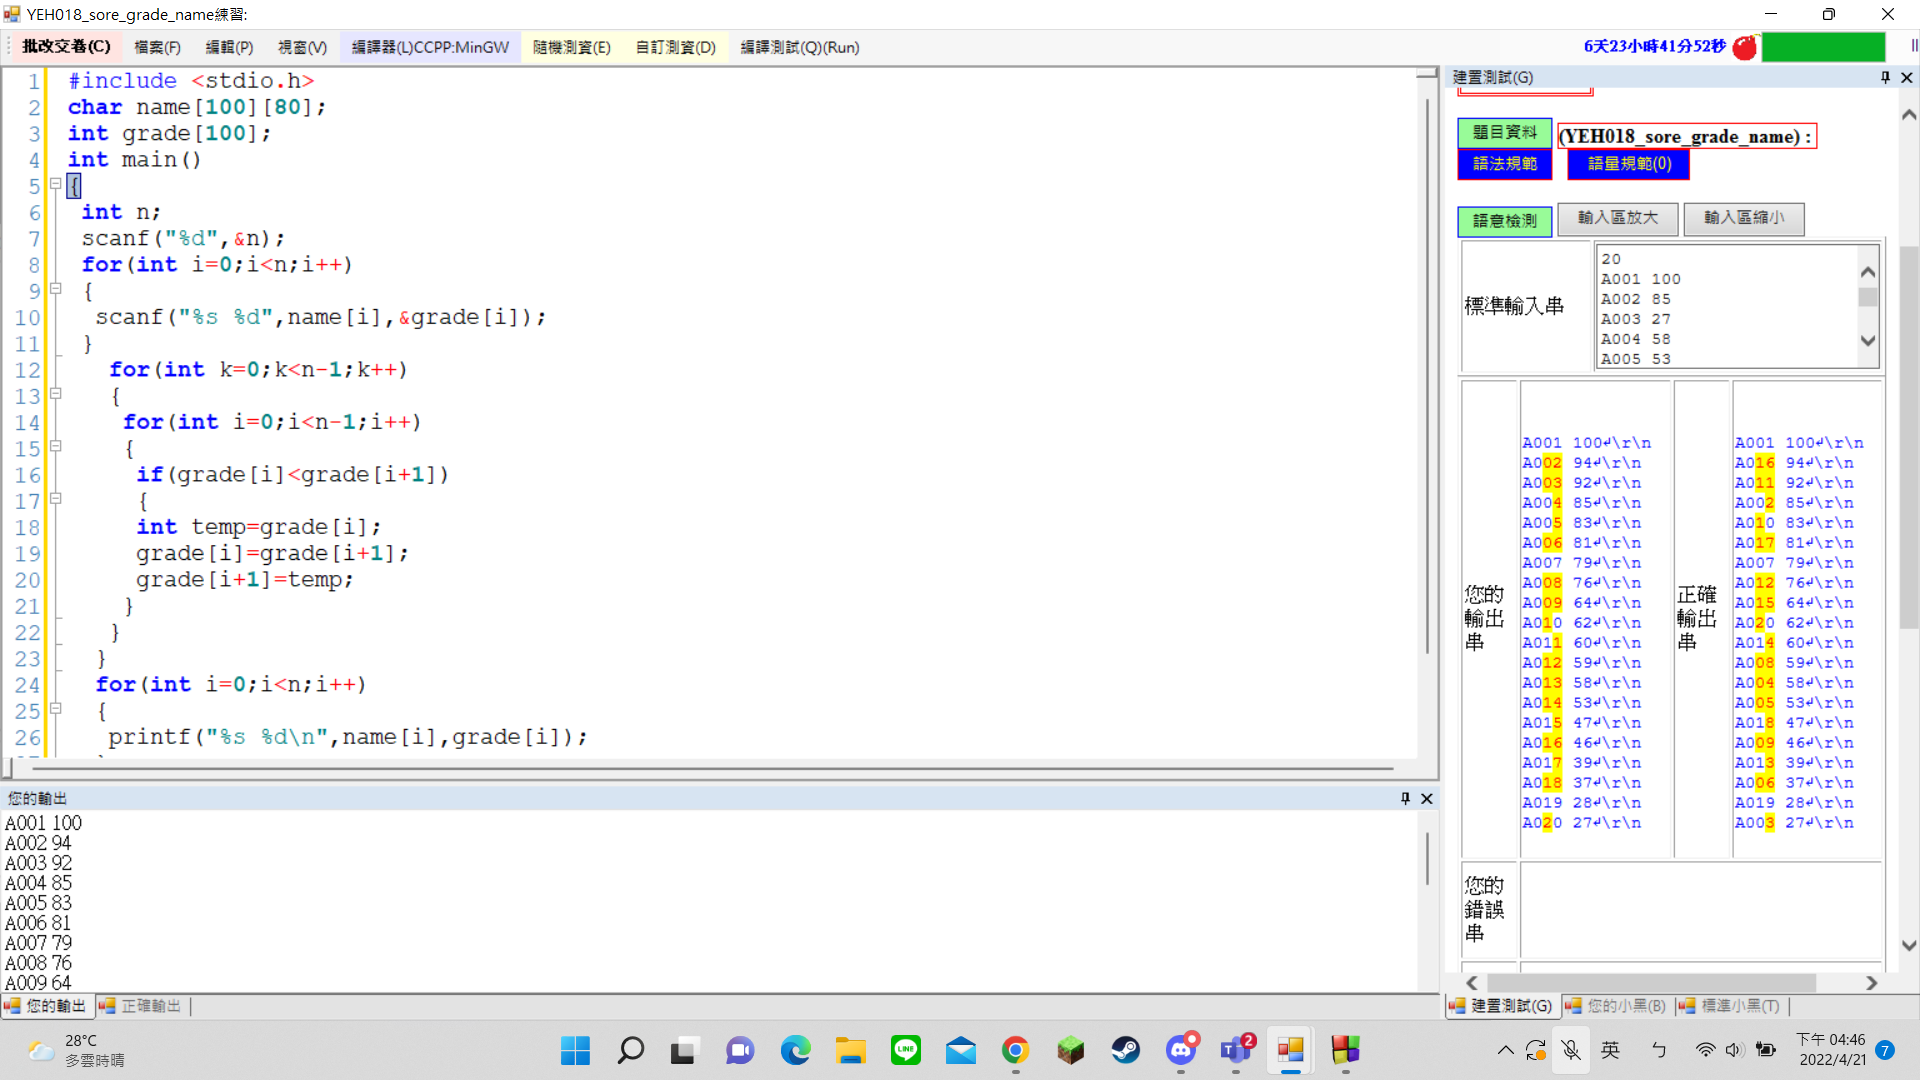 YEH018_sore_grade_name練習:
批改交卷(C) 檔案(F) 編輯(P) 視窗(V) 編譯器(L)CCPP:MinGW 隨機測資(E) 自訂測資(D) 編譯測試(Q)(Run) 6天23小時41分52秒
1 #include <stdio.h>
2 char name[100][80];
3 int grade[100];
4 int main()
5 {
6 int n;
7 scanf("%d",&n);
8 for(int i=0;i<n;i++)
9 {
10 scanf("%s %d",name[i],&grade[i]);
11 }
12 for(int k=0;k<n-1;k++)
13 {
14 for(int i=0;i<n-1;i++)
15 {
16 if(grade[i]<grade[i+1])
17 {
18 int temp=grade[i];
19 grade[i]=grade[i+1];
20 grade[i+1]=temp;
21 }
22 }
23 }
24 for(int i=0;i<n;i++)
25 {
26 printf("%s %d\n",name[i],grade[i]);
您的輸出
A001 100
A002 94
A003 92
A004 85
A005 83
A006 81
A007 79
A008 76
A009 64
您的輸出 正確輸出
建置測試(G)
題目資料 (YEH018_sore_grade_name) :
語法規範 語量規範(0)
語意檢測 輸入區放大 輸入區縮小
標準輸入串
20
A001 100
A002 85
A003 27
A004 58
A005 53
您的輸出串
A001 100↲\r\n
A002 94↲\r\n
A003 92↲\r\n
A004 85↲\r\n
A005 83↲\r\n
A006 81↲\r\n
A007 79↲\r\n
A008 76↲\r\n
A009 64↲\r\n
A010 62↲\r\n
A011 60↲\r\n
A012 59↲\r\n
A013 58↲\r\n
A014 53↲\r\n
A015 47↲\r\n
A016 46↲\r\n
A017 39↲\r\n
A018 37↲\r\n
A019 28↲\r\n
A020 27↲\r\n
正確輸出串
A001 100↲\r\n
A016 94↲\r\n
A011 92↲\r\n
A002 85↲\r\n
A010 83↲\r\n
A017 81↲\r\n
A007 79↲\r\n
A012 76↲\r\n
A015 64↲\r\n
A020 62↲\r\n
A014 60↲\r\n
A008 59↲\r\n
A004 58↲\r\n
A005 53↲\r\n
A018 47↲\r\n
A009 46↲\r\n
A013 39↲\r\n
A006 37↲\r\n
A019 28↲\r\n
A003 27↲\r\n
您的錯誤串
建置測試(G) 您的小黑(B) 標準小黑(T)
28°C
多雲時晴
LINE
2
英 ㄅ
下午 04:46
2022/4/21
7